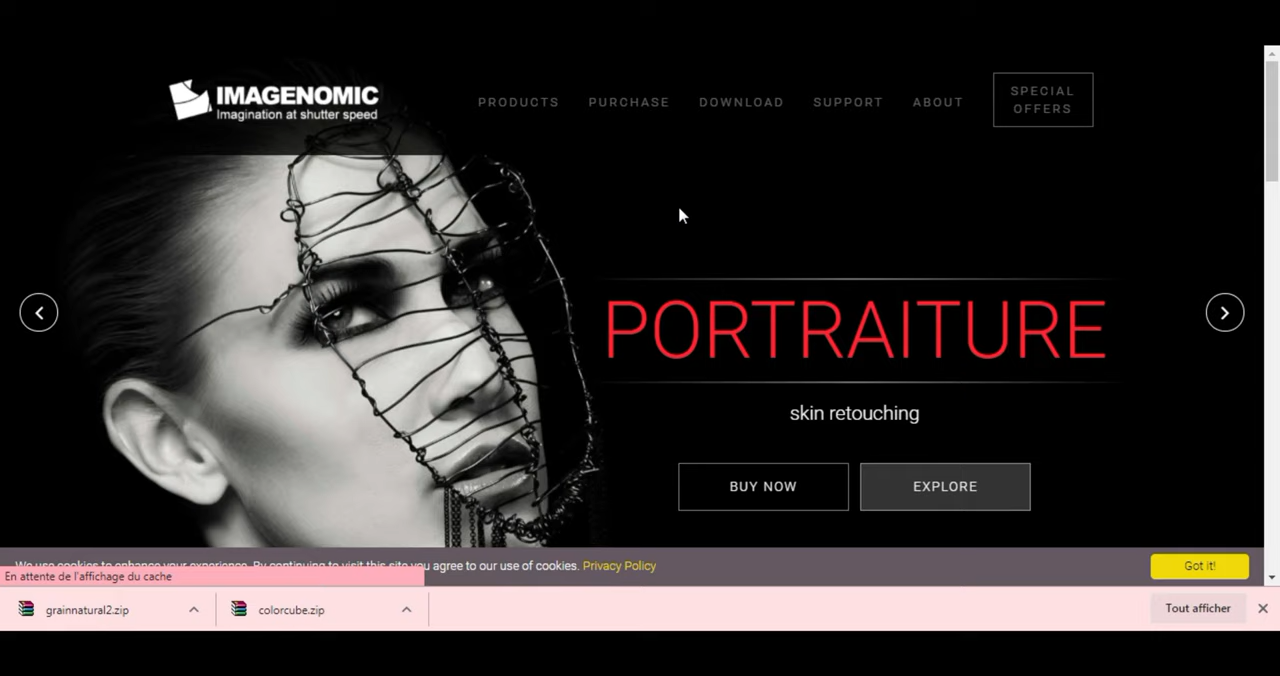 IMAGENOMIC
Imagination at shutter speed
PRODUCTS PURCHASE DOWNLOAD SUPPORT ABOUT
SPECIAL
OFFERS
PORTRAITURE
skin retouching
BUY NOW EXPLORE
We use cookies to enhance your experience. By continuing to visit this site you agree to our use of cookies. Privacy Policy Got it!
En attente de l'affichage du cache
grainnatural2.zip colorcube.zip Tout afficher